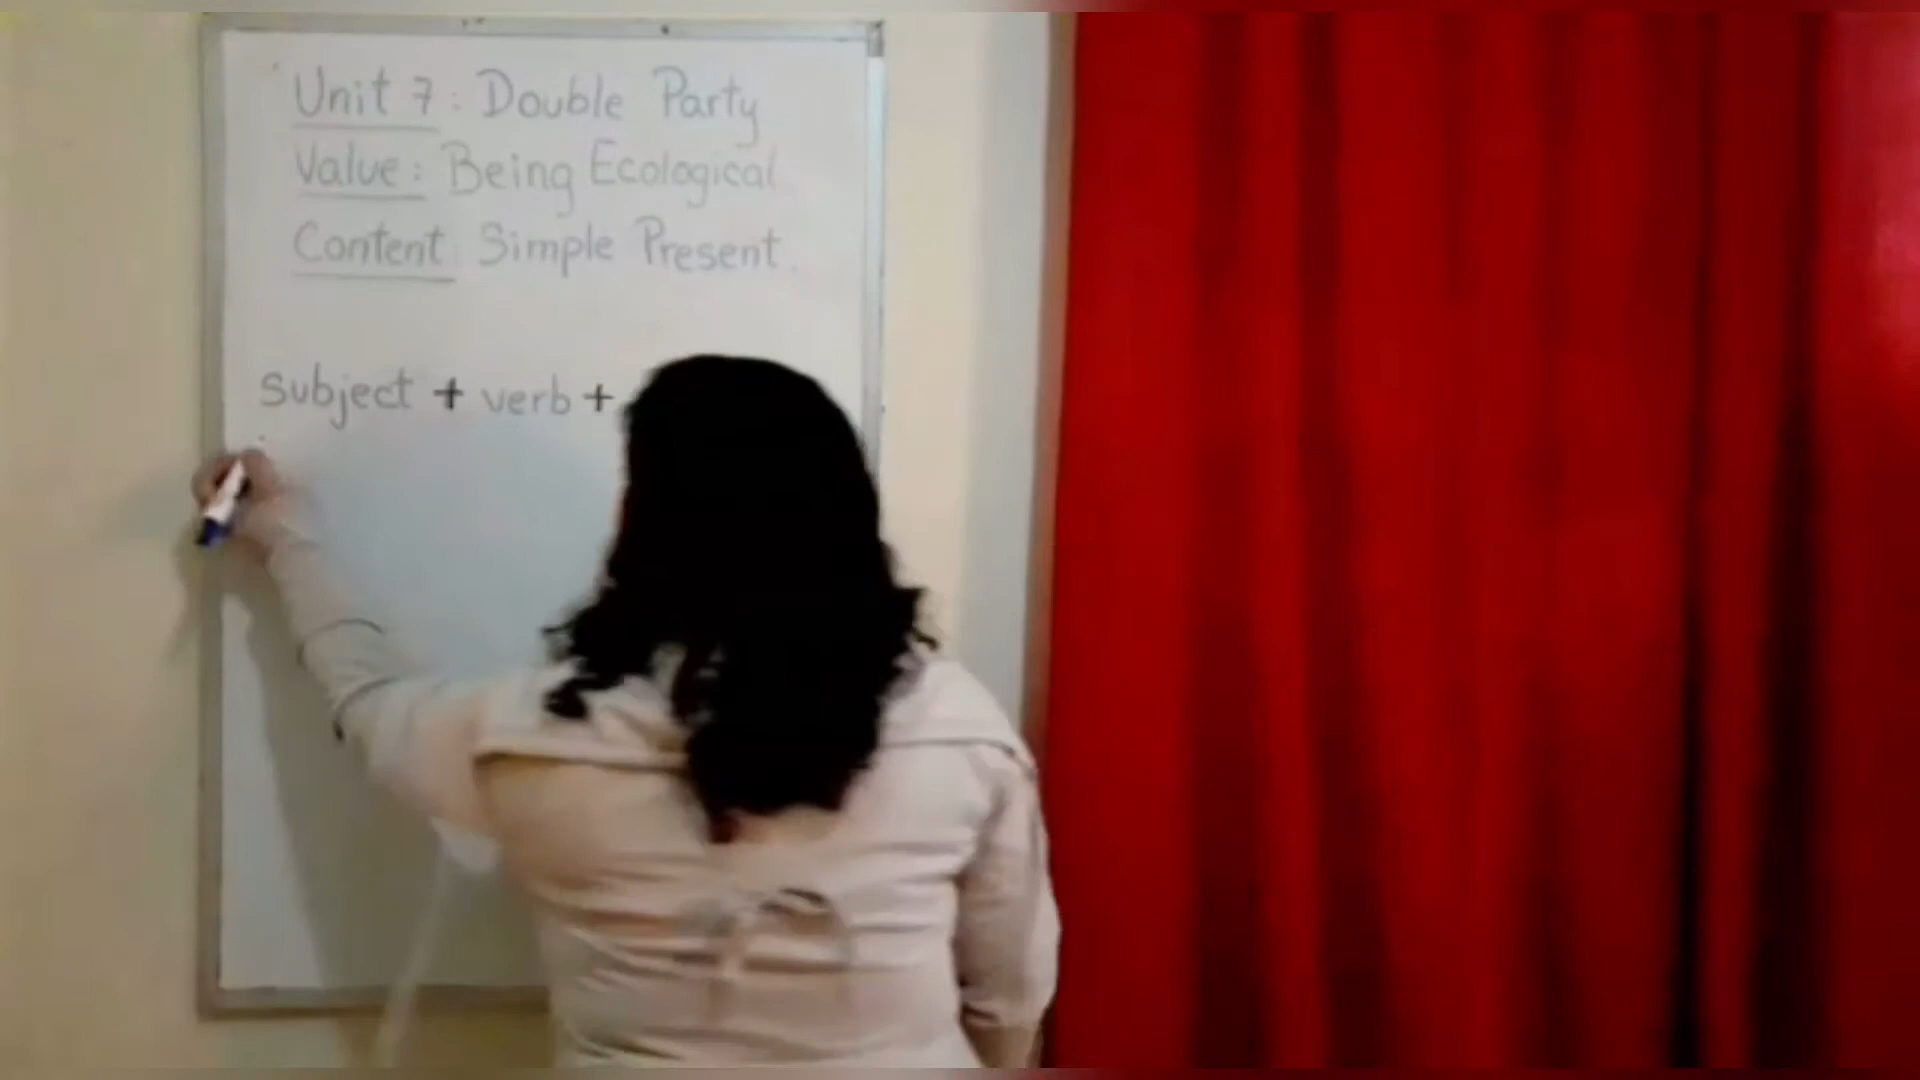 Unit 7: Double Party
Value: Being Ecological
Content: Simple Present.
Subject + verb +